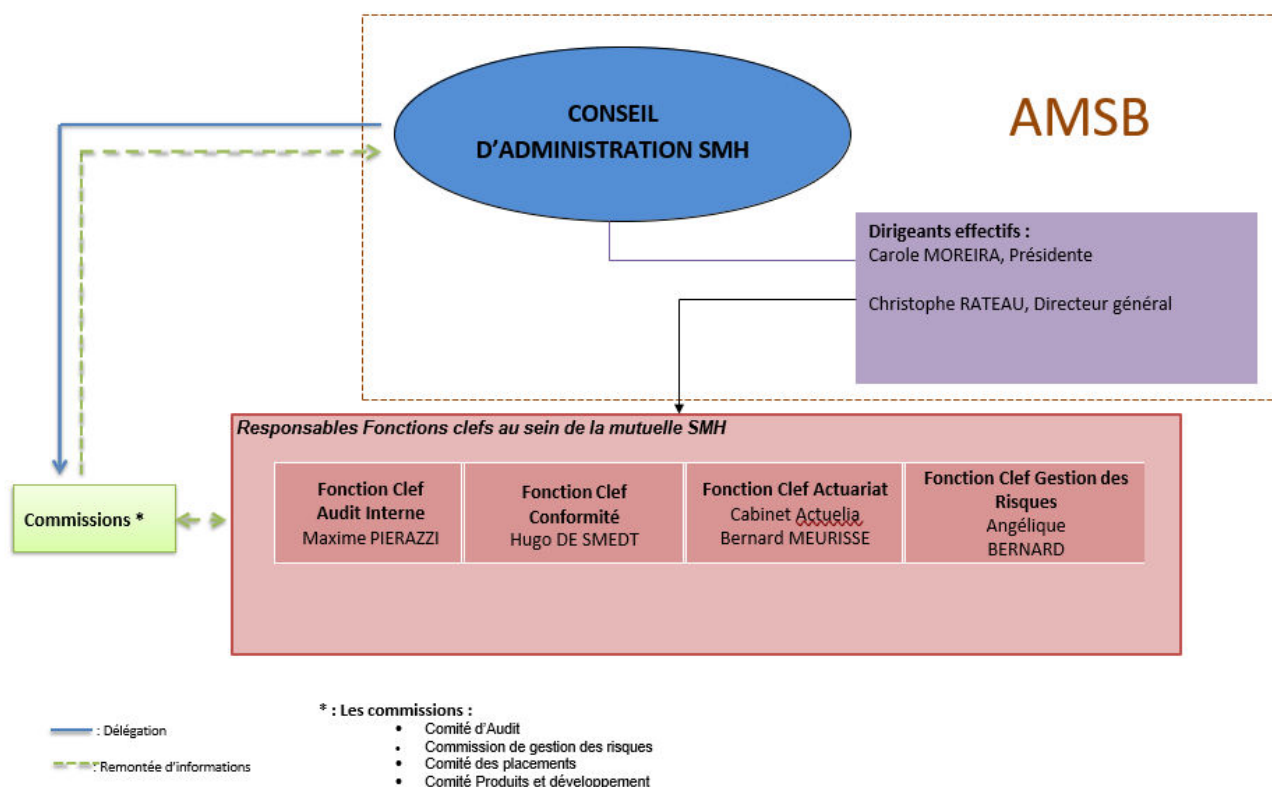 CONSEIL
D'ADMINISTRATION SMH
AMSB
Dirigeants effectifs :
Carole MOREIRA, Présidente
Christophe RATEAU, Directeur général
Responsables Fonctions clefs au sein de la mutuelle SMH
Commissions *
Fonction Clef
Audit Interne
Maxime PIERAZZI
Fonction Clef
Conformité
Hugo DE SMEDT
Fonction Clef Actuariat
Cabinet Actuelia
Bernard MEURISSE
Fonction Clef Gestion des
Risques
Angélique
BERNARD
: Délégation
: Remontée d'informations
* : Les commissions :
• Comité d'Audit
• Commission de gestion des risques
• Comité des placements
• Comité Produits et développement